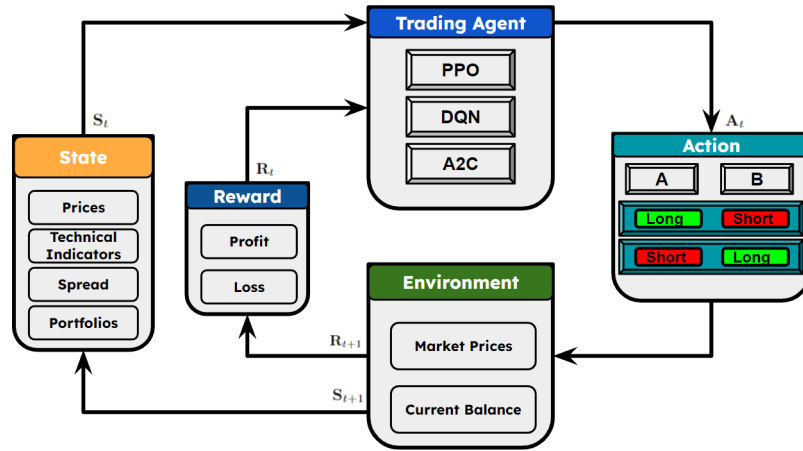 Trading Agent
PPO
DQN
A2C
S_t
State
Prices
Technical
Indicators
Spread
Portfolios
R_t
Reward
Profit
Loss
A_t
Action
A B
Long Short
Short Long
Environment
Market Prices
Current Balance
R_{t+1}
S_{t+1}